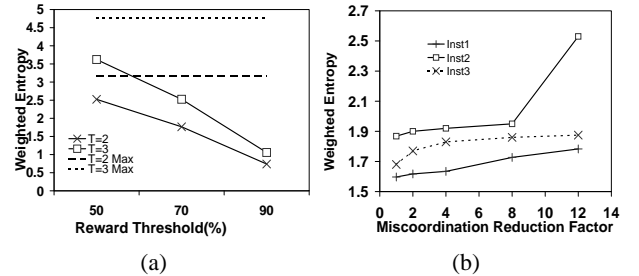 5
4.5
4
3.5
3
2.5
2
1.5
1
0.5
0
Weighted Entropy
T=2
T=3
T=2 Max
T=3 Max
50 70 90
Reward Threshold(%)
(a)
2.7
2.5
2.3
2.1
1.9
1.7
1.5
Weighted Entropy
Inst1
Inst2
Inst3
0 2 4 6 8 10 12 14
Miscoordination Reduction Factor
(b)